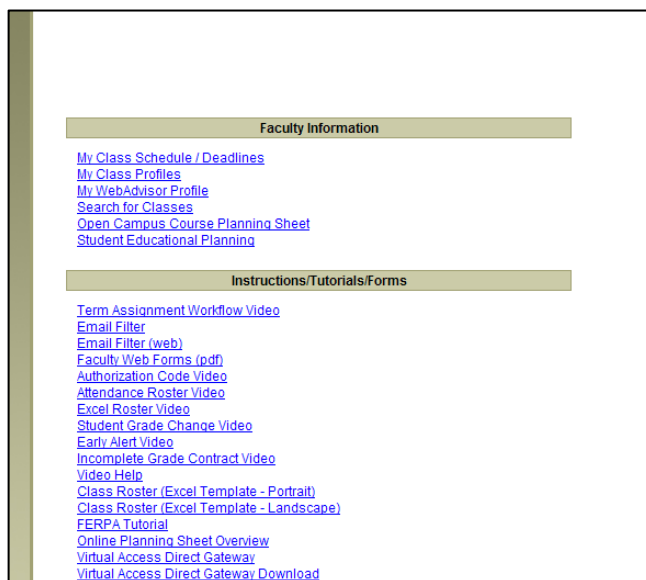 Faculty Information
My Class Schedule / Deadlines
My Class Profiles
My WebAdvisor Profile
Search for Classes
Open Campus Course Planning Sheet
Student Educational Planning
Instructions/Tutorials/Forms
Term Assignment Workflow Video
Email Filter
Email Filter (web)
Faculty Web Forms (pdf)
Authorization Code Video
Attendance Roster Video
Excel Roster Video
Student Grade Change Video
Early Alert Video
Incomplete Grade Contract Video
Video Help
Class Roster (Excel Template - Portrait)
Class Roster (Excel Template - Landscape)
FERPA Tutorial
Online Planning Sheet Overview
Virtual Access Direct Gateway
Virtual Access Direct Gateway Download